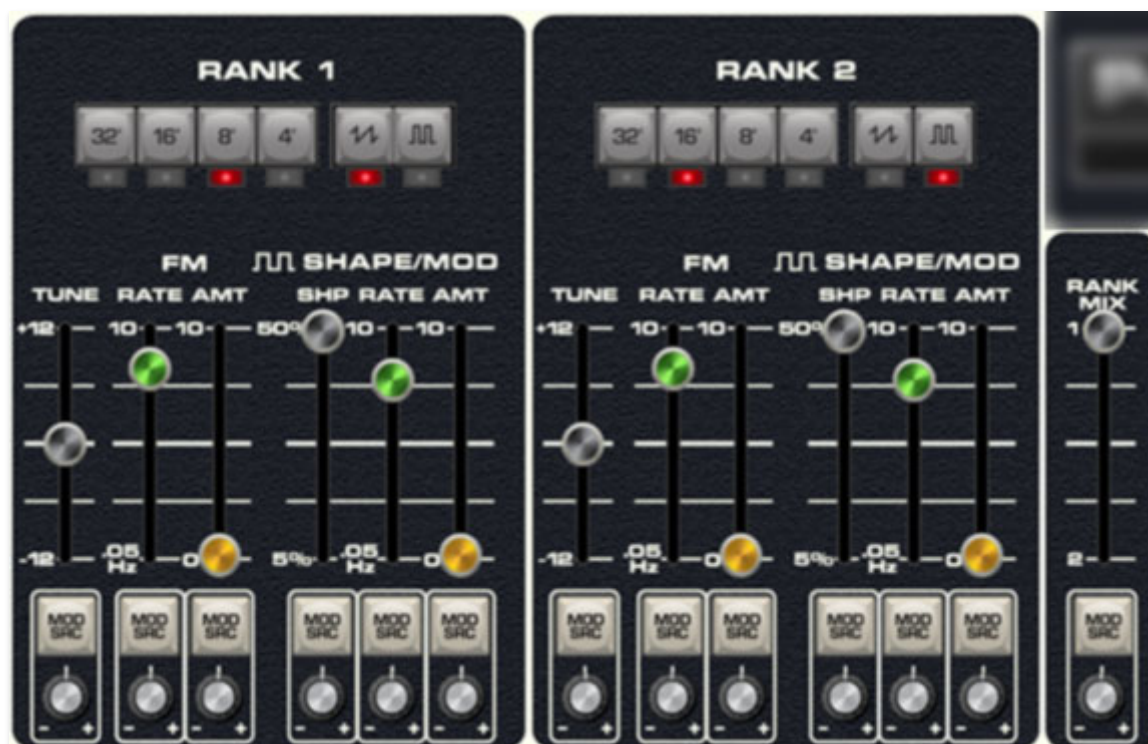 RANK 1
32' 16' 8' 4'
FM SHAPE/MOD
TUNE RATE AMT SHP RATE AMT
+12 10 10 50% 10 10
-12 .05 Hz 0 5% .05 Hz 0
MOD SRC MOD SRC MOD SRC MOD SRC MOD SRC MOD SRC
- + - + - + - + - + - +
RANK 2
32' 16' 8' 4'
FM SHAPE/MOD
TUNE RATE AMT SHP RATE AMT
+12 10 10 50% 10 10
-12 .05 Hz 0 5% .05 Hz 0
MOD SRC MOD SRC MOD SRC MOD SRC MOD SRC MOD SRC
- + - + - + - + - + - +
RANK
MIX
1
2
MOD
SRC
- +